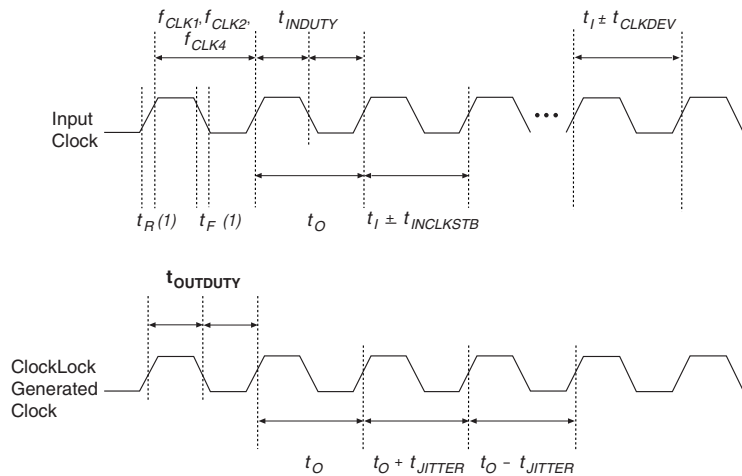 fCLK1, fCLK2,
fCLK4
tINDUTY
tI ± tCLKDEV
Input
Clock
tR (1)
tF (1)
tO
tI ± tINCLKSTB
tOUTDUTY
ClockLock
Generated
Clock
tO
tO + tJITTER
tO − tJITTER